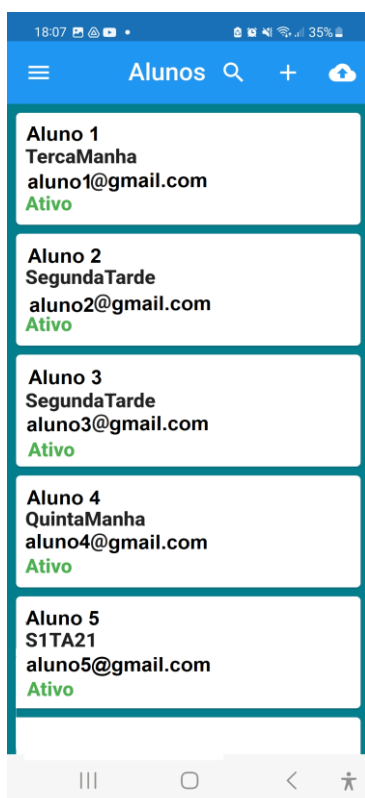 18:07 35%
Alunos
Aluno 1
TercaManha
aluno1@gmail.com
Ativo
Aluno 2
SegundaTarde
aluno2@gmail.com
Ativo
Aluno 3
SegundaTarde
aluno3@gmail.com
Ativo
Aluno 4
QuintaManha
aluno4@gmail.com
Ativo
Aluno 5
S1TA21
aluno5@gmail.com
Ativo